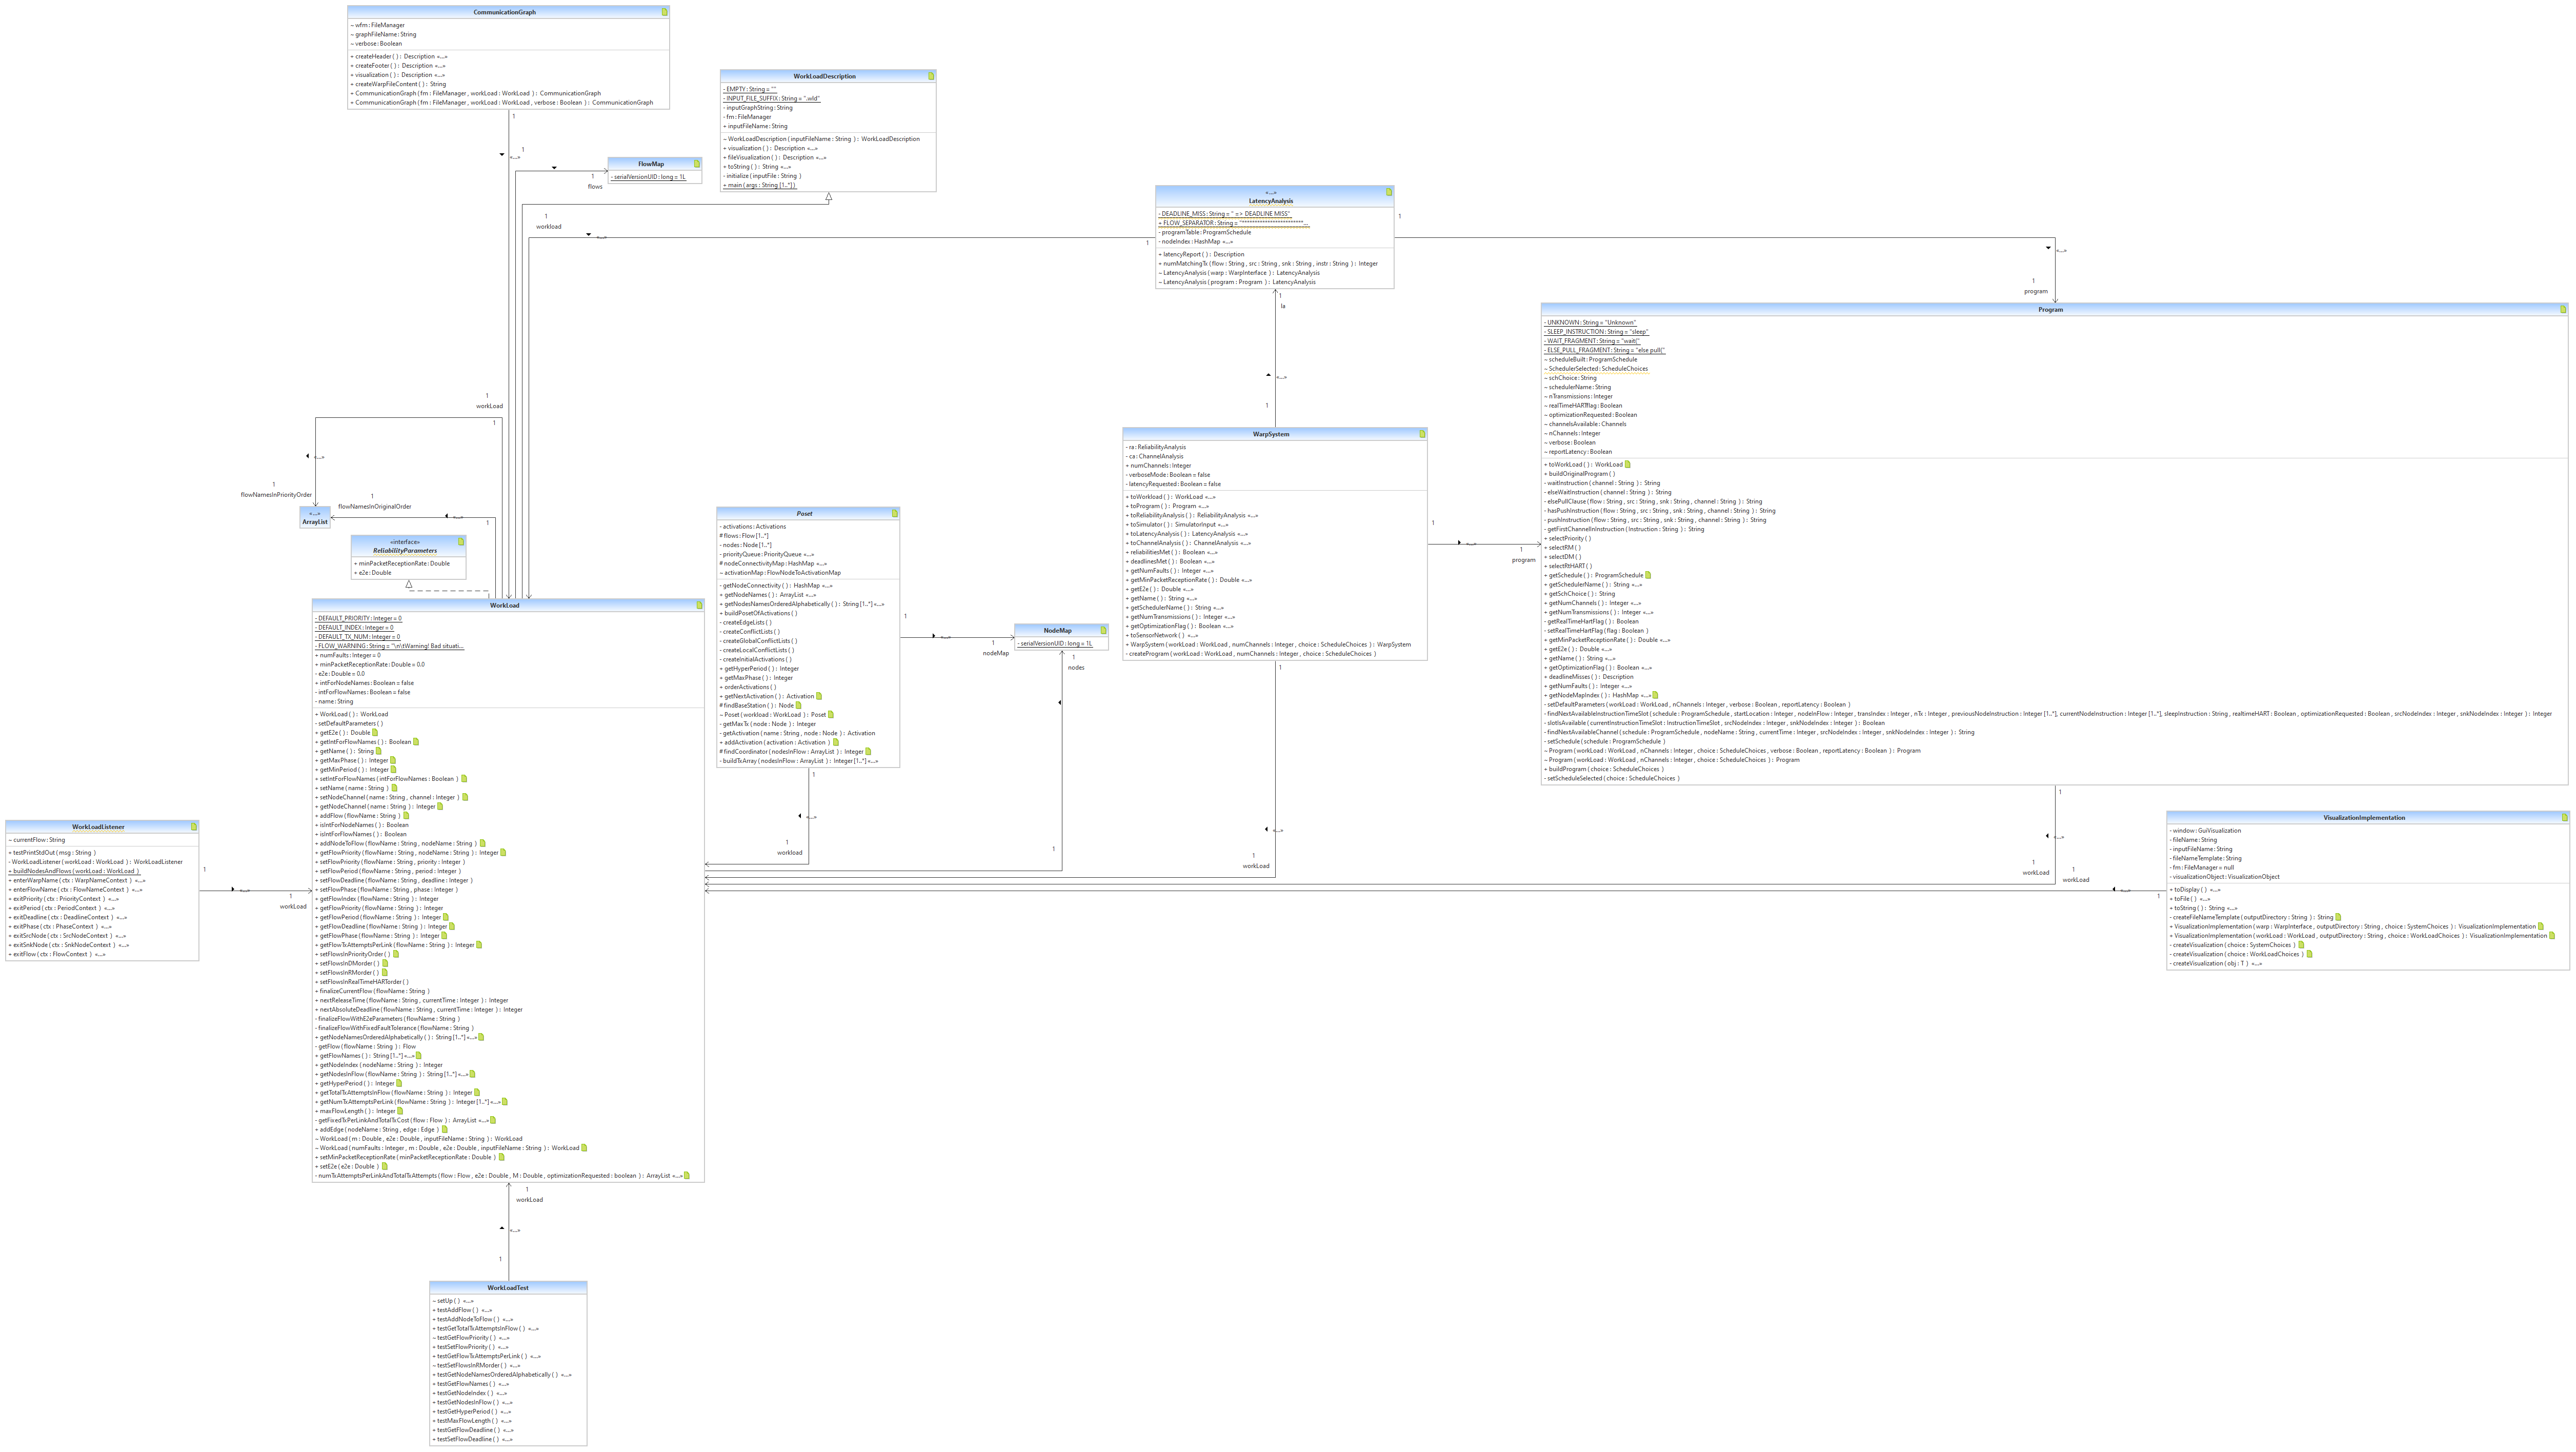 CommunicationGraph
~ wfm : FileManager
~ graphFileName : String
~ verbose : Boolean
+ createHeader ( ) : Description «...»
+ createFooter ( ) : Description «...»
+ visualization ( ) : Description «...»
+ createWarpFileContent ( ) : String
+ CommunicationGraph ( fm : FileManager , workLoad : WorkLoad ) : CommunicationGraph
+ CommunicationGraph ( fm : FileManager , workLoad : WorkLoad , verbose : Boolean ) : CommunicationGraph
WorkLoadDescription
- EMPTY : String = ""
- INPUT_FILE_SUFFIX : String = ".wld"
- inputGraphString : String
- fm : FileManager
+ inputFileName : String
~ WorkLoadDescription ( inputFileName : String ) : WorkLoadDescription
+ visualization ( ) : Description «...»
+ fileVisualization ( ) : Description «...»
+ toString ( ) : String «...»
- initialize ( inputFile : String )
+ main ( args : String [1..*] )
FlowMap
- serialVersionUID : long = 1L
1
«...»
1
1
flows
1
workload
«...»
1
LatencyAnalysis
- DEADLINE_MISS : String = " => DEADLINE MISS"
- programTable : ProgramSchedule
- nodeIndex : HashMap «...»
+ latencyReport ( ) : Description
+ numMatchingTx ( flow : String , src : String , snk : String , instr : String ) : Integer
~ LatencyAnalysis ( warp : WarpInterface ) : LatencyAnalysis
~ LatencyAnalysis ( program : Program ) : LatencyAnalysis
1
«...»
1
program
1
la
«...»
1
Program
- UNKNOWN : String = "Unknown"
- SLEEP_INSTRUCTION : String = "sleep"
- WAIT_FRAGMENT : String = "wait("
- ELSE_PULL_FRAGMENT : String = "else pull("
~ scheduleBuilt : ProgramSchedule
~ SchedulerSelected : ScheduleChoices
~ schChoice : String
~ schedulerName : String
~ nTransmissions : Integer
~ realTimeHARTflag : Boolean
~ optimizationRequested : Boolean
~ channelsAvailable : Channels
~ nChannels : Integer
~ verbose : Boolean
~ reportLatency : Boolean
+ toWorkLoad ( ) : WorkLoad
+ buildOriginalProgram ( )
- waitInstruction ( channel : String ) : String
- elseWaitInstruction ( channel : String ) : String
- elsePullClause ( flow : String , src : String , snk : String , channel : String ) : String
- hasPushInstruction ( flow : String , src : String , snk : String , channel : String ) : String
- pushInstruction ( flow : String , src : String , snk : String , channel : String ) : String
- getFirstChannelInInstruction ( Instruction : String ) : String
+ selectPriority ( )
+ selectRM ( )
+ selectDM ( )
+ selectRtHART ( )
+ getSchedule ( ) : ProgramSchedule
+ getSchedulerName ( ) : String «...»
+ getSchChoice ( ) : String
+ getNumChannels ( ) : Integer «...»
+ getNumTransmissions ( ) : Integer «...»
- getRealTimeHartFlag ( ) : Boolean
- setRealTimeHartFlag ( flag : Boolean )
+ getMinPacketReceptionRate ( ) : Double «...»
+ getE2e ( ) : Double «...»
+ getName ( ) : String «...»
+ getOptimizationFlag ( ) : Boolean «...»
+ deadlineMisses ( ) : Description
+ getNumFaults ( ) : Integer «...»
+ getNodeMapIndex ( ) : HashMap «...»
- setDefaultParameters ( workLoad : WorkLoad , nChannels : Integer , verbose : Boolean , reportLatency : Boolean )
- findNextAvailableInstructionTimeSlot ( schedule : ProgramSchedule , startLocation : Integer , nodeInFlow : Integer , transIndex : Integer , nTx : Integer , previousNodeInstruction : Integer [1..*], currentNodeInstruction : Integer [1..*], sleepInstruction : String , realtimeHART : Boolean , optimizationRequested : Boolean , srcNodeIndex : Integer , snkNodeIndex : Integer ) : Integer
- slotIsAvailable ( currentInstructionTimeSlot : InstructionTimeSlot , srcNodeIndex : Integer , snkNodeIndex : Integer ) : Boolean
- findNextAvailableChannel ( schedule : ProgramSchedule , nodeName : String , currentTime : Integer , srcNodeIndex : Integer , snkNodeIndex : Integer ) : String
- setSchedule ( schedule : ProgramSchedule )
~ Program ( workLoad : WorkLoad , nChannels : Integer , choice : ScheduleChoices , verbose : Boolean , reportLatency : Boolean ) : Program
~ Program ( workLoad : WorkLoad , nChannels : Integer , choice : ScheduleChoices ) : Program
+ buildProgram ( choice : ScheduleChoices )
- setScheduleSelected ( choice : ScheduleChoices )
WarpSystem
- ra : ReliabilityAnalysis
- ca : ChannelAnalysis
+ numChannels : Integer
- verboseMode : Boolean = false
- latencyRequested : Boolean = false
+ toWorkload ( ) : WorkLoad «...»
+ toProgram ( ) : Program «...»
+ toReliabilityAnalysis ( ) : ReliabilityAnalysis «...»
+ toSimulator ( ) : SimulatorInput «...»
+ toLatencyAnalysis ( ) : LatencyAnalysis «...»
+ toChannelAnalysis ( ) : ChannelAnalysis «...»
+ reliabilitiesMet ( ) : Boolean «...»
+ deadlinesMet ( ) : Boolean «...»
+ getNumFaults ( ) : Integer «...»
+ getMinPacketReceptionRate ( ) : Double «...»
+ getE2e ( ) : Double «...»
+ getName ( ) : String «...»
+ getSchedulerName ( ) : String «...»
+ getNumTransmissions ( ) : Integer «...»
+ getOptimizationFlag ( ) : Boolean «...»
+ toSensorNetwork ( ) «...»
+ WarpSystem ( workLoad : WorkLoad , numChannels : Integer , choice : ScheduleChoices ) : WarpSystem
- createProgram ( workLoad : WorkLoad , numChannels : Integer , choice : ScheduleChoices )
1
«...»
1
program
1
workLoad
1
«...»
1
flowNamesInPriorityOrder
1
flowNamesInOriginalOrder
«...»
1
«...»
ArrayList
«interface»
ReliabilityParameters
+ minPacketReceptionRate : Double
+ e2e : Double
Poset
- activations : Activations
# flows : Flow [1..*]
- nodes : Node [1..*]
- priorityQueue : PriorityQueue «...»
# nodeConnectivityMap : HashMap «...»
~ activationMap : FlowNodeToActivationMap
- getNodeConnectivity ( ) : HashMap «...»
+ getNodeNames ( ) : ArrayList «...»
+ getNodesNamesOrderedAlphabetically ( ) : String [1..*] «...»
+ buildPosetOfActivations ( )
- createEdgeLists ( )
- createConflictLists ( )
- createGlobalConflictLists ( )
- createLocalConflictLists ( )
- createInitialActivations ( )
+ getHyperPeriod ( ) : Integer
+ getMaxPhase ( ) : Integer
+ orderActivations ( )
+ getNextActivation ( ) : Activation
# findBaseStation ( ) : Node
~ Poset ( workload : WorkLoad ) : Poset
- getMaxTx ( node : Node ) : Integer
- getActivation ( name : String , node : Node ) : Activation
+ addActivation ( activation : Activation )
# findCoordinator ( nodesInFlow : ArrayList ) : Integer
- buildTxArray ( nodesInFlow : ArrayList ) : Integer [1..*] «...»
1
«...»
1
nodeMap
NodeMap
- serialVersionUID : long = 1L
1
nodes
1
1
«...»
1
workload
WorkLoad
- DEFAULT_PRIORITY : Integer = 0
- DEFAULT_INDEX : Integer = 0
- DEFAULT_TX_NUM : Integer = 0
- FLOW_WARNING : String = "\n\tWarning! Bad situati...
+ numFaults : Integer = 0
+ minPacketReceptionRate : Double = 0.0
- e2e : Double = 0.0
+ intForNodeNames : Boolean = false
- intForFlowNames : Boolean = false
- name : String
+ WorkLoad ( ) : WorkLoad
- setDefaultParameters ( )
+ getE2e ( ) : Double
+ getIntForFlowNames ( ) : Boolean
+ getName ( ) : String
+ getMaxPhase ( ) : Integer
+ getMinPeriod ( ) : Integer
+ setIntForFlowNames ( intForFlowNames : Boolean )
+ setName ( name : String )
+ setNodeChannel ( name : String , channel : Integer )
+ getNodeChannel ( name : String ) : Integer
+ addFlow ( flowName : String )
+ isIntForNodeNames ( ) : Boolean
+ isIntForFlowNames ( ) : Boolean
+ addNodeToFlow ( flowName : String , nodeName : String )
+ getFlowPriority ( flowName : String , nodeName : String ) : Integer
+ setFlowPriority ( flowName : String , priority : Integer )
+ setFlowPeriod ( flowName : String , period : Integer )
+ setFlowDeadline ( flowName : String , deadline : Integer )
+ setFlowPhase ( flowName : String , phase : Integer )
+ getFlowIndex ( flowName : String ) : Integer
+ getFlowPriority ( flowName : String ) : Integer
+ getFlowPeriod ( flowName : String ) : Integer
+ getFlowDeadline ( flowName : String ) : Integer
+ getFlowPhase ( flowName : String ) : Integer
+ getFlowTxAttemptsPerLink ( flowName : String ) : Integer
+ setFlowsInPriorityOrder ( )
+ setFlowsInDMorder ( )
+ setFlowsInRMorder ( )
+ setFlowsInRealTimeHARTorder ( )
+ finalizeCurrentFlow ( flowName : String )
+ nextReleaseTime ( flowName : String , currentTime : Integer ) : Integer
+ nextAbsoluteDeadline ( flowName : String , currentTime : Integer ) : Integer
- finalizeFlowWithE2eParameters ( flowName : String )
- finalizeFlowWithFixedFaultTolerance ( flowName : String )
+ getNodeNamesOrderedAlphabetically ( ) : String [1..*] «...»
- getFlow ( flowName : String ) : Flow
+ getFlowNames ( ) : String [1..*] «...»
+ getNodeIndex ( nodeName : String ) : Integer
+ getNodesInFlow ( flowName : String ) : String [1..*] «...»
+ getHyperPeriod ( ) : Integer
+ getTotalTxAttemptsInFlow ( flowName : String ) : Integer
+ getNumTxAttemptsPerLink ( flowName : String ) : Integer [1..*] «...»
+ maxFlowLength ( ) : Integer
- getFixedTxPerLinkAndTotalTxCost ( flow : Flow ) : ArrayList «...»
+ addEdge ( nodeName : String , edge : Edge )
~ WorkLoad ( m : Double , e2e : Double , inputFileName : String ) : WorkLoad
~ WorkLoad ( numFaults : Integer , m : Double , e2e : Double , inputFileName : String ) : WorkLoad
+ setMinPacketReceptionRate ( minPacketReceptionRate : Double )
+ setE2e ( e2e : Double )
- numTxAttemptsPerLinkAndTotalTxAttempts ( flow : Flow , e2e : Double , M : Double , optimizationRequested : boolean ) : ArrayList «...»
WorkLoadListener
~ currentFlow : String
+ testPrintStdOut ( msg : String )
- WorkLoadListener ( workLoad : WorkLoad ) : WorkLoadListener
+ buildNodesAndFlows ( workLoad : WorkLoad )
+ enterWarpName ( ctx : WarpNameContext ) «...»
+ enterFlowName ( ctx : FlowNameContext ) «...»
+ exitPriority ( ctx : PriorityContext ) «...»
+ exitPeriod ( ctx : PeriodContext ) «...»
+ exitDeadline ( ctx : DeadlineContext ) «...»
+ exitPhase ( ctx : PhaseContext ) «...»
+ exitSrcNode ( ctx : SrcNodeContext ) «...»
+ exitSnkNode ( ctx : SnkNodeContext ) «...»
+ exitFlow ( ctx : FlowContext ) «...»
1
«...»
1
workLoad
1
«...»
1
workLoad
1
«...»
1
workLoad
1
workLoad
«...»
1
VisualizationImplementation
- window : GuiVisualization
- fileName : String
- inputFileName : String
- fileNameTemplate : String
- fm : FileManager = null
- visualizationObject : VisualizationObject
+ toDisplay ( ) «...»
+ toFile ( ) «...»
+ toString ( ) : String «...»
- createFileNameTemplate ( outputDirectory : String ) : String
+ VisualizationImplementation ( warp : WarpInterface , outputDirectory : String , choice : SystemChoices ) : VisualizationImplementation
+ VisualizationImplementation ( workLoad : WorkLoad , outputDirectory : String , choice : WorkLoadChoices ) : VisualizationImplementation
- createVisualization ( choice : SystemChoices )
- createVisualization ( choice : WorkLoadChoices )
- createVisualization ( obj : T ) «...»
1
workLoad
«...»
1
WorkLoadTest
~ setUp ( ) «...»
+ testAddFlow ( ) «...»
+ testAddNodeToFlow ( ) «...»
+ testGetTotalTxAttemptsInFlow ( ) «...»
~ testGetFlowPriority ( ) «...»
+ testSetFlowPriority ( ) «...»
+ testGetFlowTxAttemptsPerLink ( ) «...»
~ testSetFlowsInRMorder ( ) «...»
+ testGetNodeNamesOrderedAlphabetically ( ) «...»
+ testGetFlowNames ( ) «...»
+ testGetNodeIndex ( ) «...»
+ testGetNodesInFlow ( ) «...»
+ testGetHyperPeriod ( ) «...»
+ testMaxFlowLength ( ) «...»
+ testGetFlowDeadline ( ) «...»
+ testSetFlowDeadline ( ) «...»